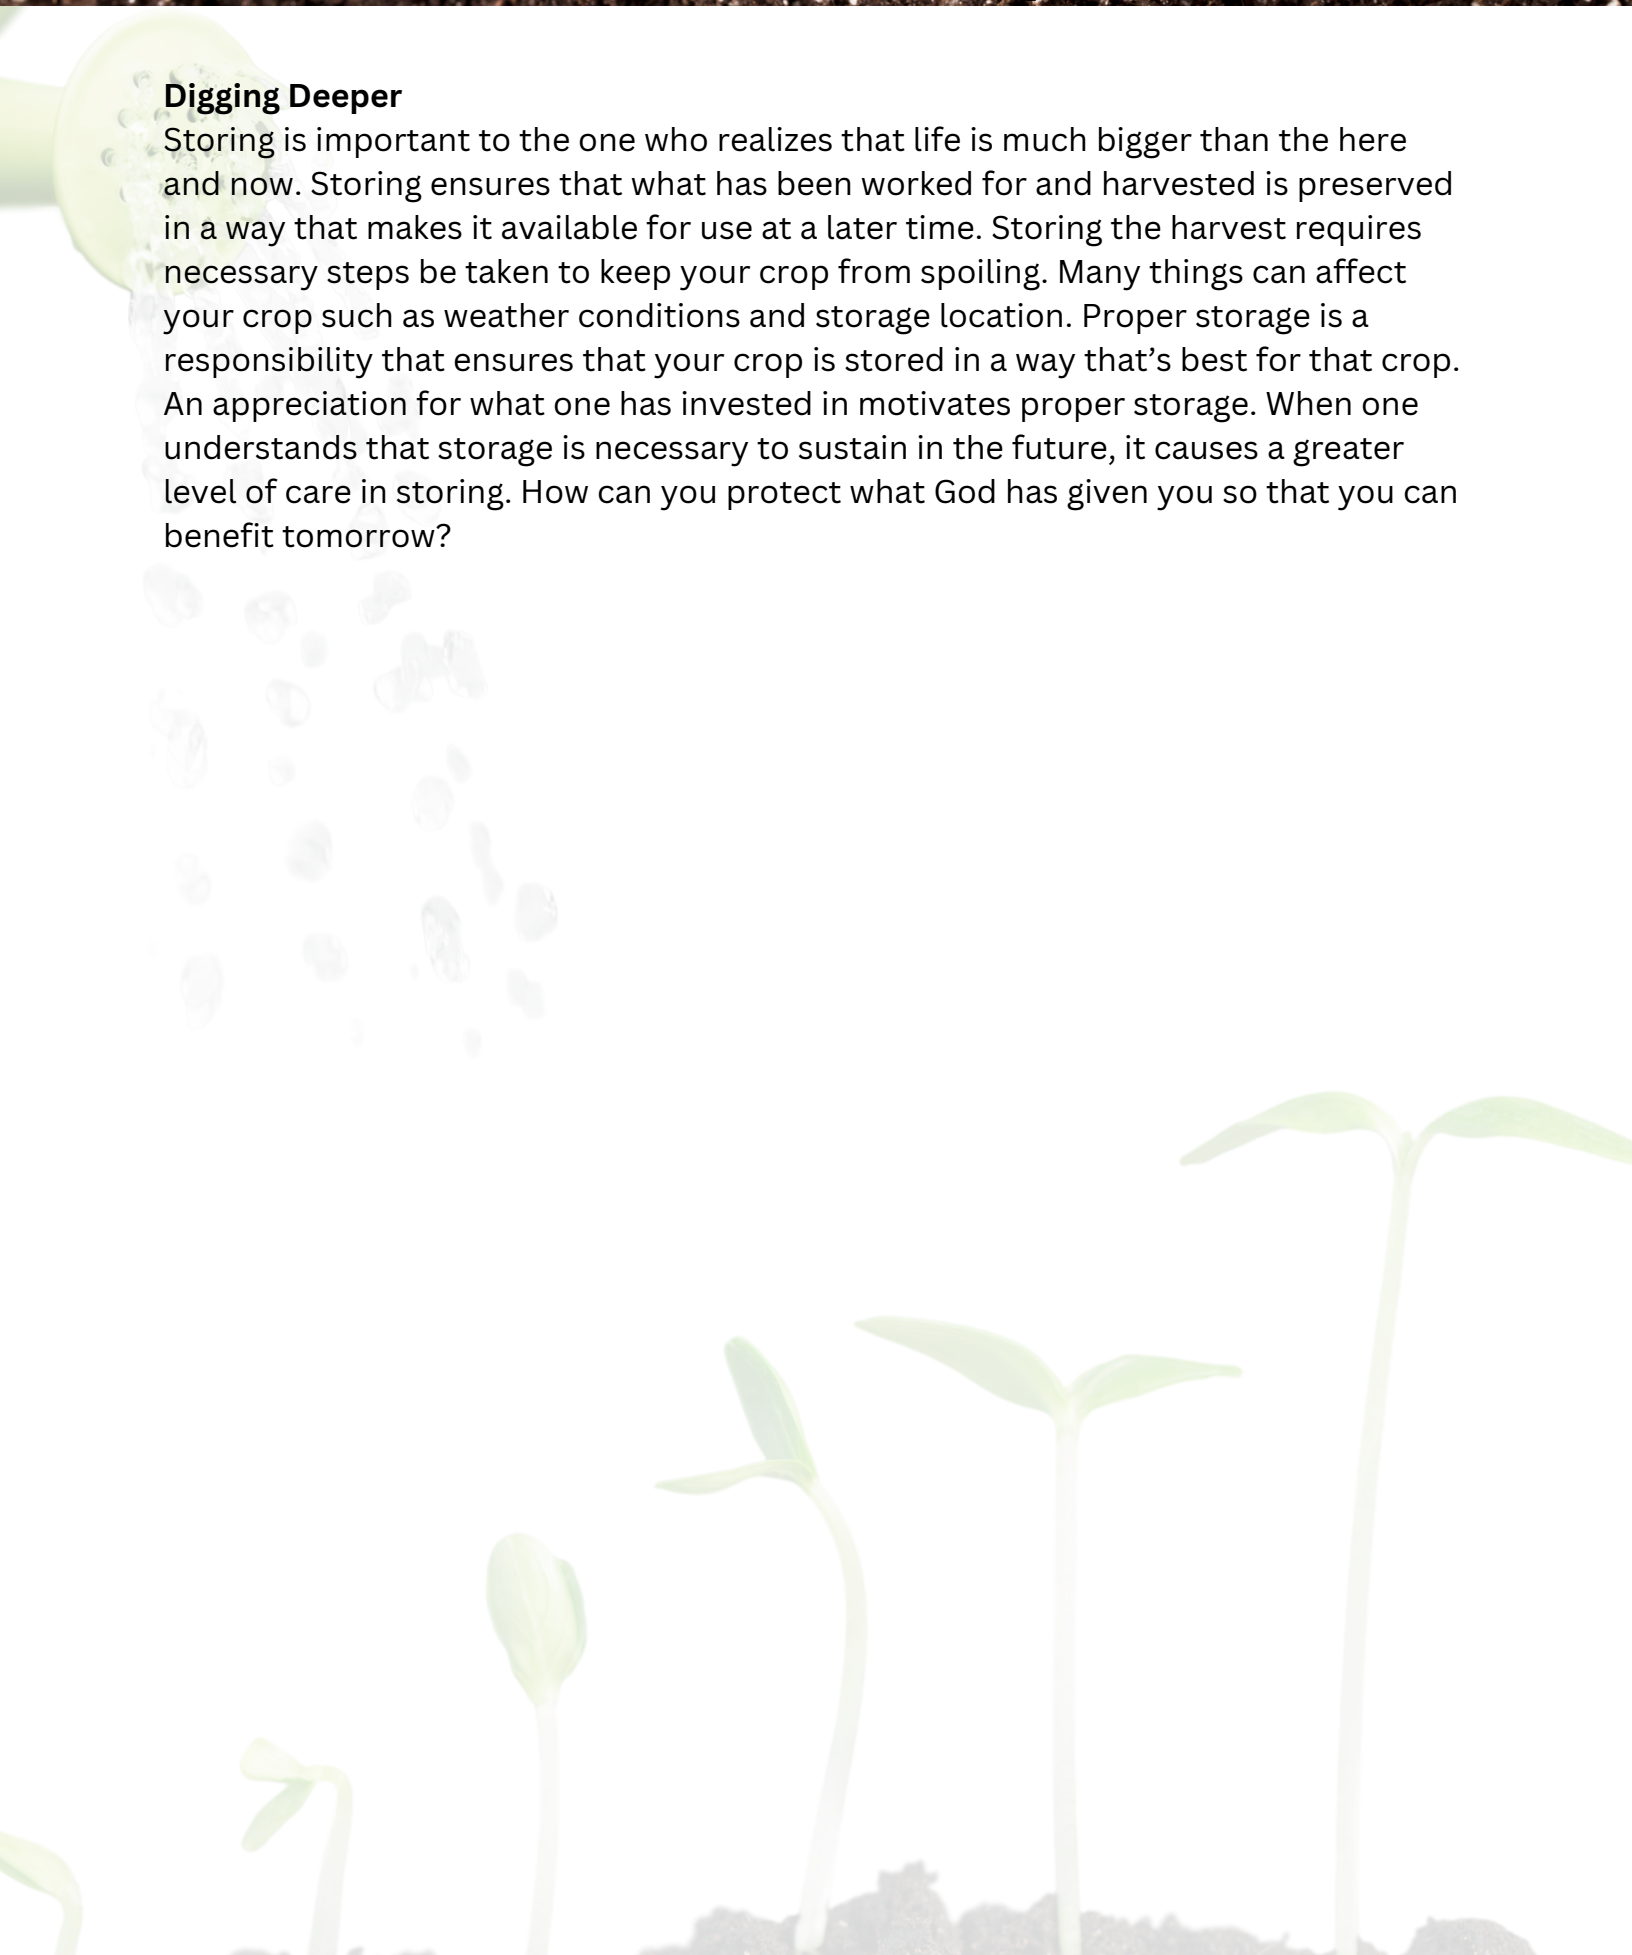 Digging Deeper
Storing is important to the one who realizes that life is much bigger than the here
and now. Storing ensures that what has been worked for and harvested is preserved
in a way that makes it available for use at a later time. Storing the harvest requires
necessary steps be taken to keep your crop from spoiling. Many things can affect
your crop such as weather conditions and storage location. Proper storage is a
responsibility that ensures that your crop is stored in a way that’s best for that crop.
An appreciation for what one has invested in motivates proper storage. When one
understands that storage is necessary to sustain in the future, it causes a greater
level of care in storing. How can you protect what God has given you so that you can
benefit tomorrow?